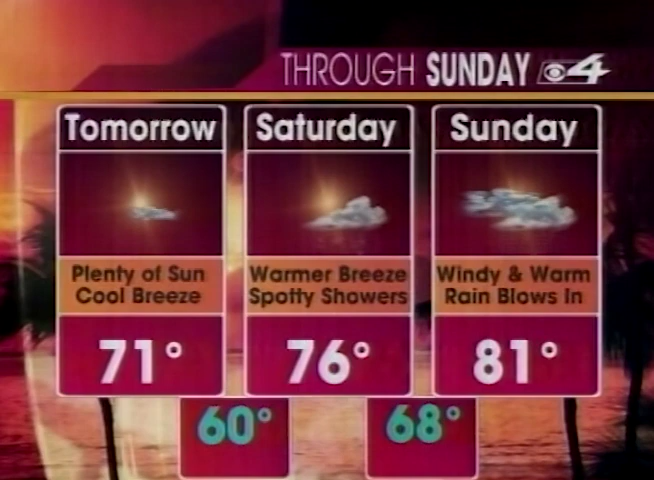 THROUGH SUNDAY 4
Tomorrow
Plenty of Sun
Cool Breeze
71°
Saturday
Warmer Breeze
Spotty Showers
76°
Sunday
Windy & Warm
Rain Blows In
81°
60°
68°